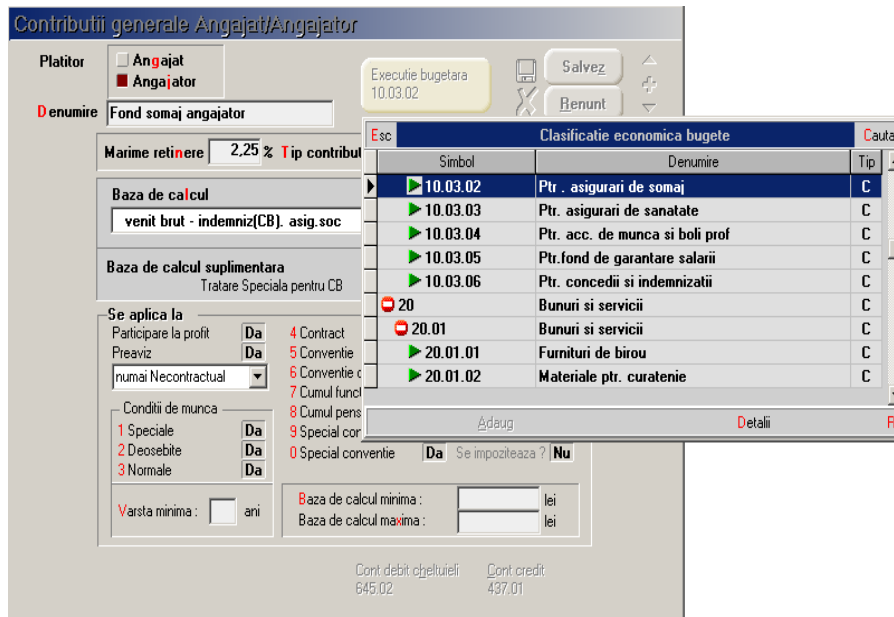 Contributii generale Angajat/Angajator
Platitor
Angajat
Angajator
Denumire Fond somaj angajator
Executie bugetara
10.03.02
Salvez
Renunt
Marime retinere 2,25 % Tip contribut
Baza de calcul
venit brut - indemniz(CB). asig.soc
Baza de calcul suplimentara
Tratare Speciala pentru CB
Esc Clasificatie economica bugete Cauta
Simbol Denumire Tip
10.03.02 Ptr . asigurari de somaj C
10.03.03 Ptr. asigurari de sanatate C
10.03.04 Ptr. acc. de munca si boli prof C
10.03.05 Ptr.fond de garantare salarii C
10.03.06 Ptr. concedii si indemnizatii C
20 Bunuri si servicii C
20.01 Bunuri si servicii C
20.01.01 Furnituri de birou C
20.01.02 Materiale ptr. curatenie C
Adaug Detalii R
Se aplica la
Participare la profit Da
Preaviz Da
numai Necontractual
Conditii de munca
1 Speciale Da
2 Deosebite Da
3 Normale Da
Varsta minima : ani
4 Contract
5 Conventie
6 Conventie c
7 Cumul funct
8 Cumul pens
9 Special con
0 Special conventie Da Se impoziteaza ? Nu
Baza de calcul minima : lei
Baza de calcul maxima : lei
Cont debit cheltuieli Cont credit
645.02 437.01